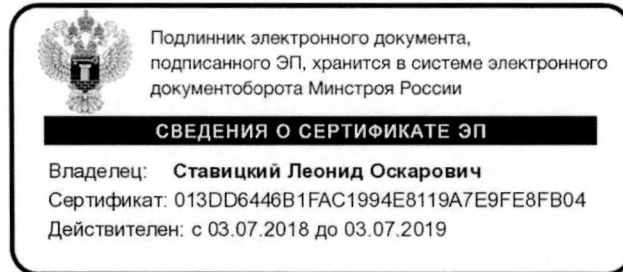 Подлинник электронного документа,
подписанного ЭП, хранится в системе электронного
документоборота Минстроя России
СВЕДЕНИЯ О СЕРТИФИКАТЕ ЭП
Владелец: Ставицкий Леонид Оскарович
Сертификат: 013DD6446B1FAC1994E8119A7E9FE8FB04
Действителен: с 03.07.2018 до 03.07.2019